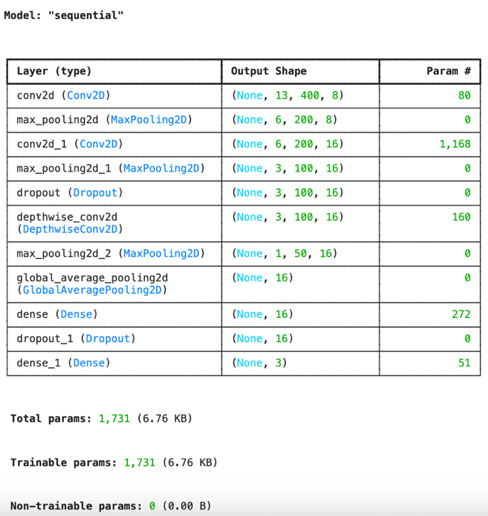 Model: "sequential"
Layer (type) Output Shape Param #
conv2d (Conv2D) (None, 13, 400, 8) 80
max_pooling2d (MaxPooling2D) (None, 6, 200, 8) 0
conv2d_1 (Conv2D) (None, 6, 200, 16) 1,168
max_pooling2d_1 (MaxPooling2D) (None, 3, 100, 16) 0
dropout (Dropout) (None, 3, 100, 16) 0
depthwise_conv2d (None, 3, 100, 16) 160
(DepthwiseConv2D)
max_pooling2d_2 (MaxPooling2D) (None, 1, 50, 16) 0
global_average_pooling2d (None, 16) 0
(GlobalAveragePooling2D)
dense (Dense) (None, 16) 272
dropout_1 (Dropout) (None, 16) 0
dense_1 (Dense) (None, 3) 51
Total params: 1,731 (6.76 KB)
Trainable params: 1,731 (6.76 KB)
Non-trainable params: 0 (0.00 B)